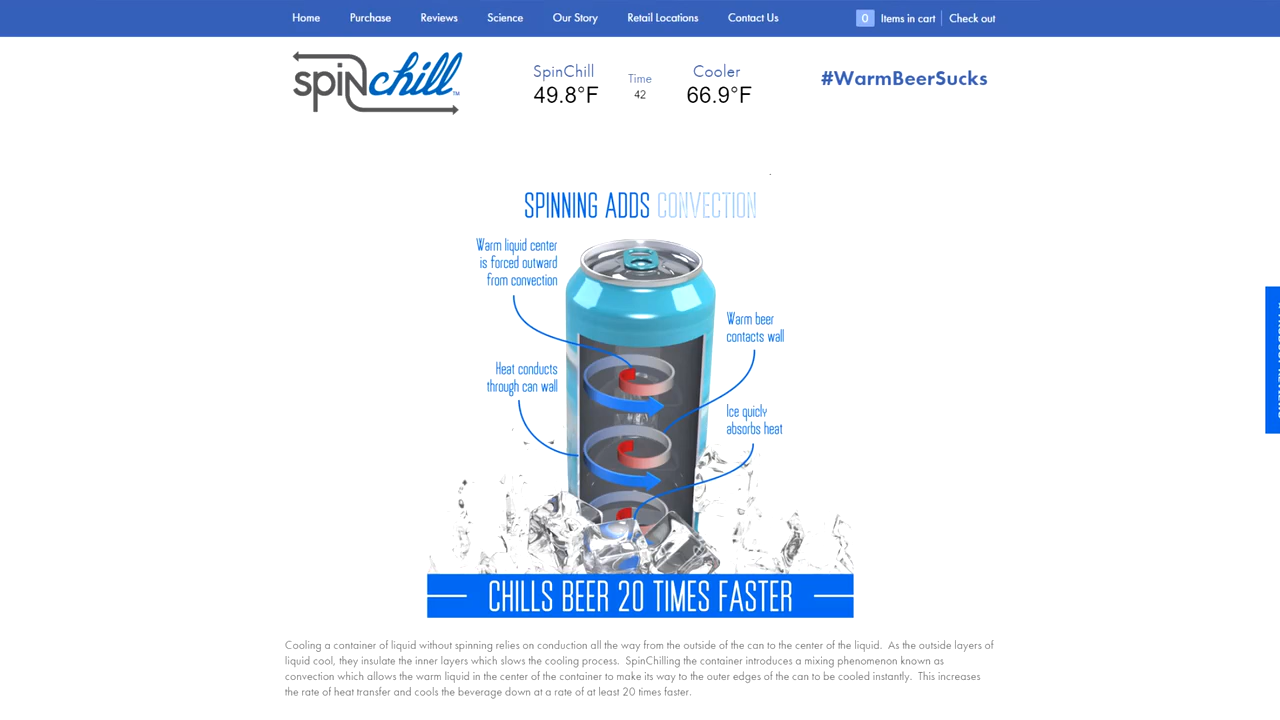 Home Purchase Reviews Science Our Story Retail Locations Contact Us 0 Items in cart Check out
spinchill™
SpinChill Time Cooler
49.8°F 42 66.9°F
#WarmBeerSucks
SPINNING ADDS CONVECTION
Warm liquid center
is forced outward
from convection
Warm beer
contacts wall
Heat conducts
through can wall
Ice quicly
absorbs heat
CHILLS BEER 20 TIMES FASTER
Cooling a container of liquid without spinning relies on conduction all the way from the outside of the can to the center of the liquid.  As the outside layers of
liquid cool, they insulate the inner layers which slows the cooling process.  SpinChilling the container introduces a mixing phenomenon known as
convection which allows the warm liquid in the center of the container to make its way to the outer edges of the can to be cooled instantly.  This increases
the rate of heat transfer and cools the beverage down at a rate of at least 20 times faster.